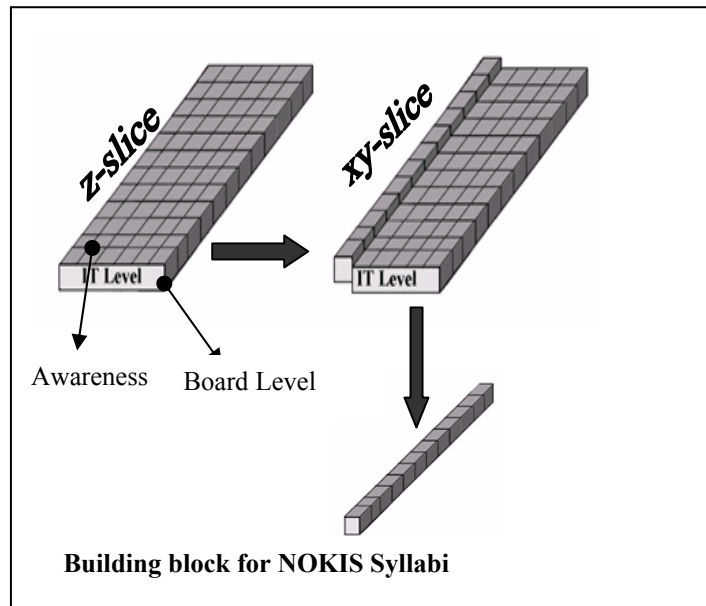 z-slice
xy-slice
IT Level
IT Level
Awareness
Board Level
Building block for NOKIS Syllabi